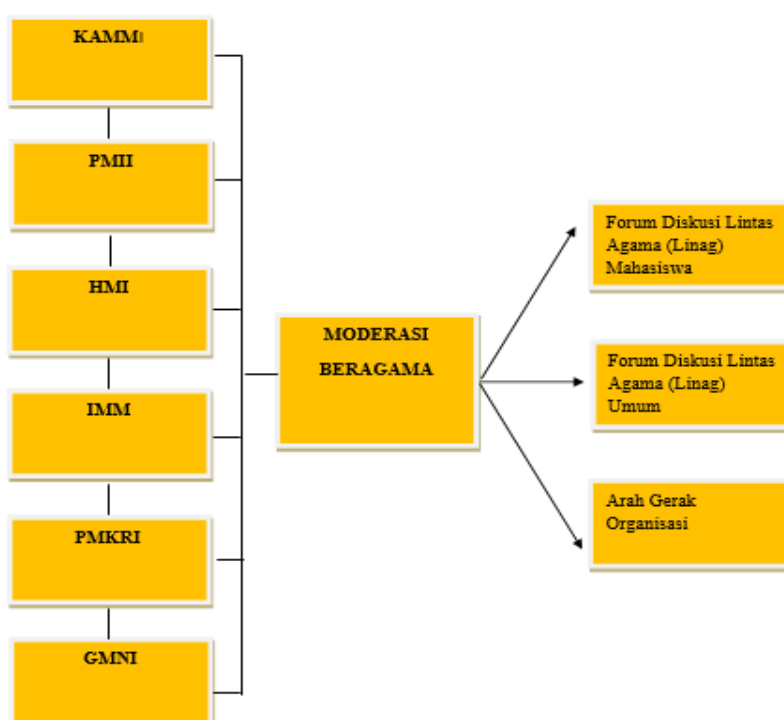 KAMMI
PMII
HMI
IMM
PMKRI
GMNI
MODERASI
BERAGAMA
Forum Diskusi Lintas
Agama (Linag)
Mahasiswa
Forum Diskusi Lintas
Agama (Linag)
Umum
Arah Gerak
Organisasi